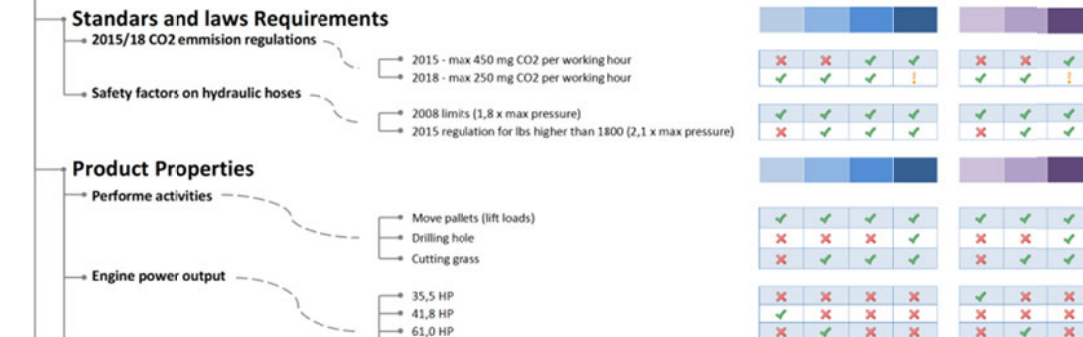 Standars and laws Requirements
2015/18 CO2 emmision regulations
2015 - max 450 mg CO2 per working hour
2018 - max 250 mg CO2 per working hour
Safety factors on hydraulic hoses
2008 limits (1,8 x max pressure)
2015 regulation for lbs higher than 1800 (2,1 x max pressure)
Product Properties
Performe activities
Move pallets (lift loads)
Drilling hole
Cutting grass
Engine power output
35,5 HP
41,8 HP
61,0 HP